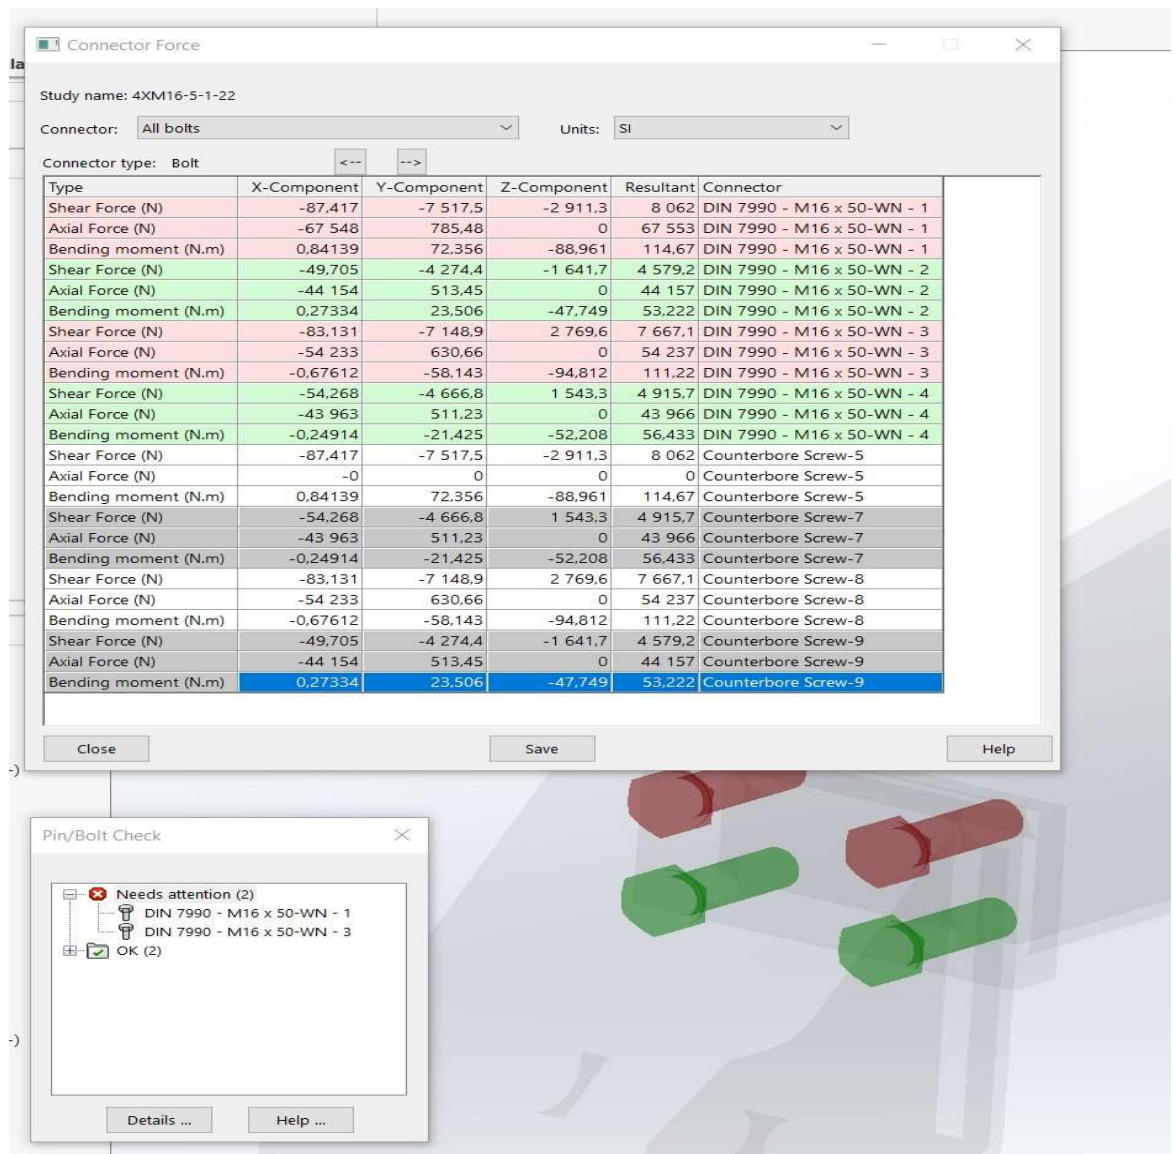 Connector Force
la
Study name: 4XM16-5-1-22
Connector: All bolts Units: SI
Connector type: Bolt <-- -->
Type X-Component Y-Component Z-Component Resultant Connector
Shear Force (N) -87,417 -7 517,5 -2 911,3 8 062 DIN 7990 - M16 x 50-WN - 1
Axial Force (N) -67 548 785,48 0 67 553 DIN 7990 - M16 x 50-WN - 1
Bending moment (N.m) 0,84139 72,356 -88,961 114,67 DIN 7990 - M16 x 50-WN - 1
Shear Force (N) -49,705 -4 274,4 -1 641,7 4 579,2 DIN 7990 - M16 x 50-WN - 2
Axial Force (N) -44 154 513,45 0 44 157 DIN 7990 - M16 x 50-WN - 2
Bending moment (N.m) 0,27334 23,506 -47,749 53,222 DIN 7990 - M16 x 50-WN - 2
Shear Force (N) -83,131 -7 148,9 2 769,6 7 667,1 DIN 7990 - M16 x 50-WN - 3
Axial Force (N) -54 233 630,66 0 54 237 DIN 7990 - M16 x 50-WN - 3
Bending moment (N.m) -0,67612 -58,143 -94,812 111,22 DIN 7990 - M16 x 50-WN - 3
Shear Force (N) -54,268 -4 666,8 1 543,3 4 915,7 DIN 7990 - M16 x 50-WN - 4
Axial Force (N) -43 963 511,23 0 43 966 DIN 7990 - M16 x 50-WN - 4
Bending moment (N.m) -0,24914 -21,425 -52,208 56,433 DIN 7990 - M16 x 50-WN - 4
Shear Force (N) -87,417 -7 517,5 -2 911,3 8 062 Counterbore Screw-5
Axial Force (N) -0 0 0 0 Counterbore Screw-5
Bending moment (N.m) 0,84139 72,356 -88,961 114,67 Counterbore Screw-5
Shear Force (N) -54,268 -4 666,8 1 543,3 4 915,7 Counterbore Screw-7
Axial Force (N) -43 963 511,23 0 43 966 Counterbore Screw-7
Bending moment (N.m) -0,24914 -21,425 -52,208 56,433 Counterbore Screw-7
Shear Force (N) -83,131 -7 148,9 2 769,6 7 667,1 Counterbore Screw-8
Axial Force (N) -54 233 630,66 0 54 237 Counterbore Screw-8
Bending moment (N.m) -0,67612 -58,143 -94,812 111,22 Counterbore Screw-8
Shear Force (N) -49,705 -4 274,4 -1 641,7 4 579,2 Counterbore Screw-9
Axial Force (N) -44 154 513,45 0 44 157 Counterbore Screw-9
Bending moment (N.m) 0,27334 23,506 -47,749 53,222 Counterbore Screw-9
Close Save Help
-)
Pin/Bolt Check
Needs attention (2)
DIN 7990 - M16 x 50-WN - 1
DIN 7990 - M16 x 50-WN - 3
OK (2)
-)
Details ... Help ...